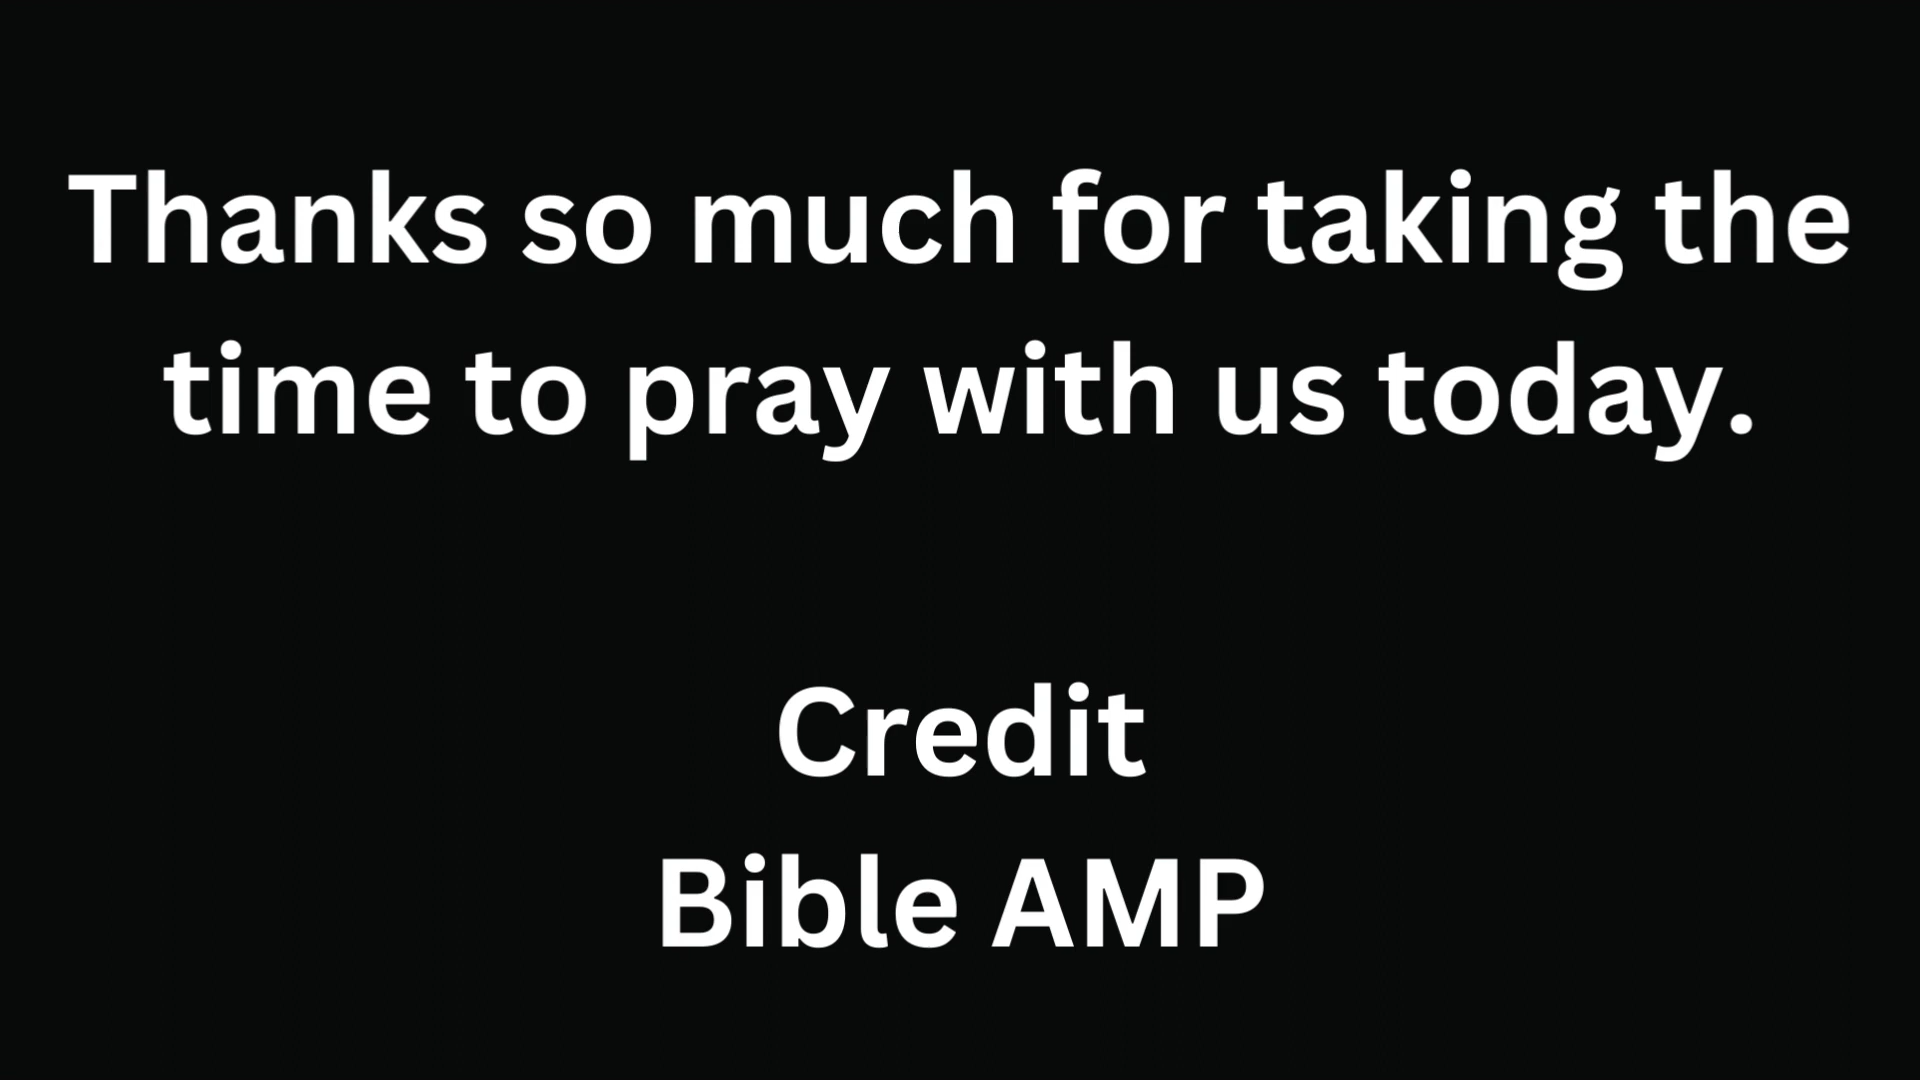 Thanks so much for taking the
time to pray with us today.
Credit
Bible AMP